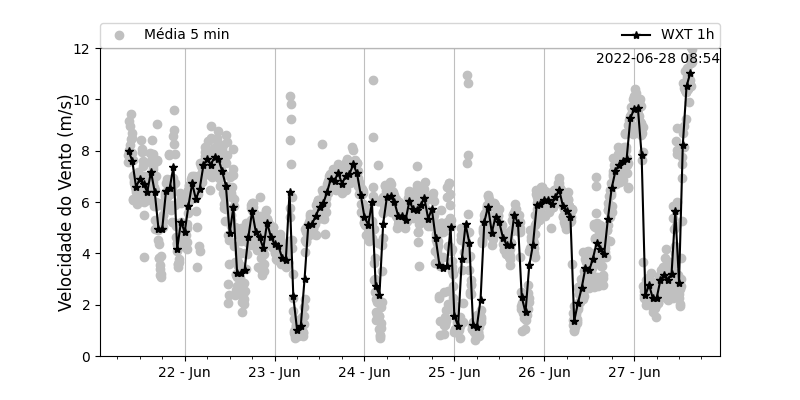 Média 5 min
WXT 1h
2022-06-28 08:54
Velocidade do Vento (m/s)
12
10
8
6
4
2
0
22 - Jun
23 - Jun
24 - Jun
25 - Jun
26 - Jun
27 - Jun